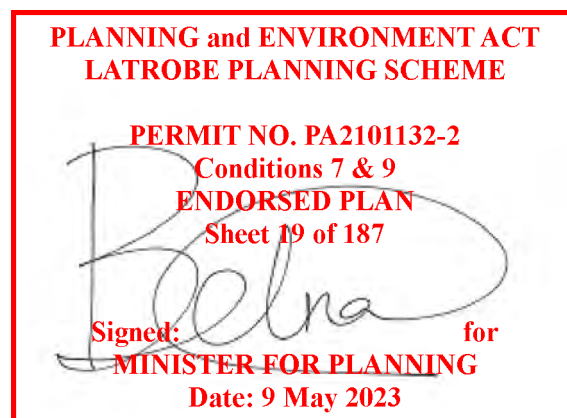 PLANNING and ENVIRONMENT ACT
LATROBE PLANNING SCHEME
PERMIT NO. PA2101132-2
Conditions 7 & 9
ENDORSED PLAN
Sheet 19 of 187
Signed: for
MINISTER FOR PLANNING
Date: 9 May 2023